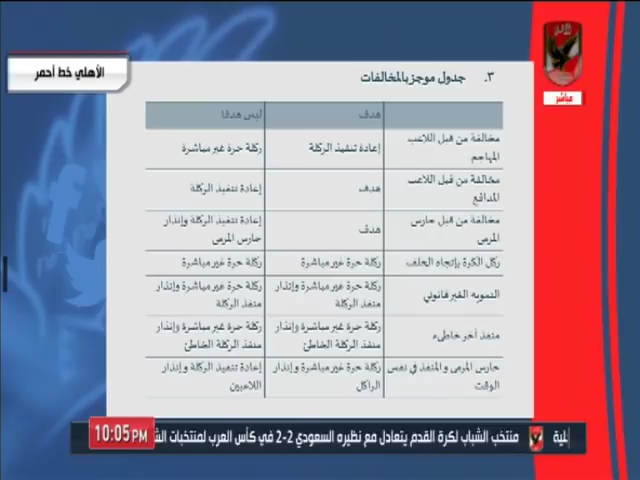 الأهلي خط أحمر
مباشر
٣. جدول موجز بالمخالفات
هدف
ليس هدفا
مخالفة من قبل اللاعب المهاجم
إعادة تنفيذ الركلة
ركلة حرة غير مباشرة
مخالفة من قبل اللاعب المدافع
هدف
إعادة تنفيذ الركلة
مخالفة من قبل حارس المرمى
هدف
إعادة تنفيذ الركلة وإنذار حارس المرمى
ركل الكرة بإتجاه الخلف
ركلة حرة غير مباشرة
ركلة حرة غير مباشرة
التمويه الغير قانوني
ركلة حرة غير مباشرة وإنذار منفذ الركلة
ركلة حرة غير مباشرة وإنذار منفذ الركلة
منفذ آخر خاطىء
ركلة حرة غير مباشرة وإنذار منفذ الركلة الخاطئ
ركلة حرة غير مباشرة وإنذار منفذ الركلة الخاطئ
حارس المرمى و المنفذ في نفس الوقت
ركلة حرة غير مباشرة وإنذار الراكل
إعادة تنفيذ الركلة و إنذار اللاعبين
منتخب الشباب لكرة القدم يتعادل مع نظيره السعودي 2-2 في كأس العرب لمنتخبات
10:05 PM